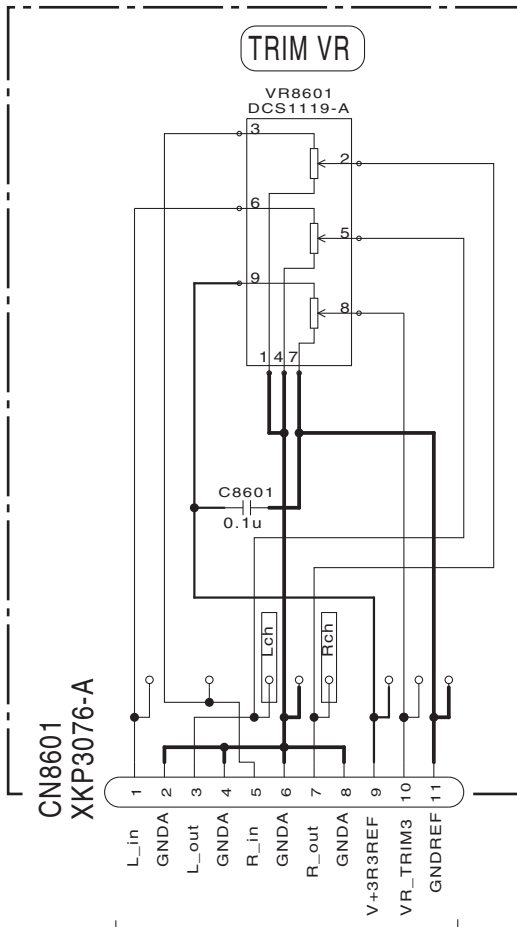 TRIM VR
VR8601
DCS1119-A
3
2
6
5
9
8
1 4 7
C8601
0.1u
Lch
Rch
CN8601
XKP3076-A
1 2 3 4 5 6 7 8 9 10 11
L_in
GNDA
L_out
GNDA
R_in
GNDA
R_out
GNDA
V+3R3REF
VR_TRIM3
GNDREF